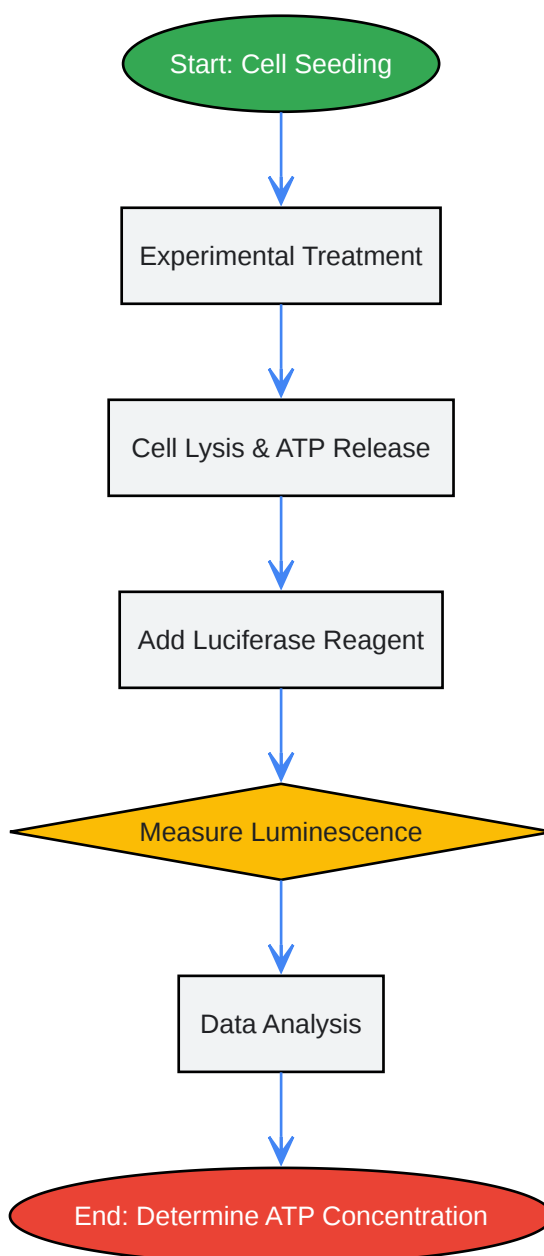 Start: Cell Seeding
Experimental Treatment
Cell Lysis & ATP Release
Add Luciferase Reagent
Measure Luminescence
Data Analysis
End: Determine ATP Concentration